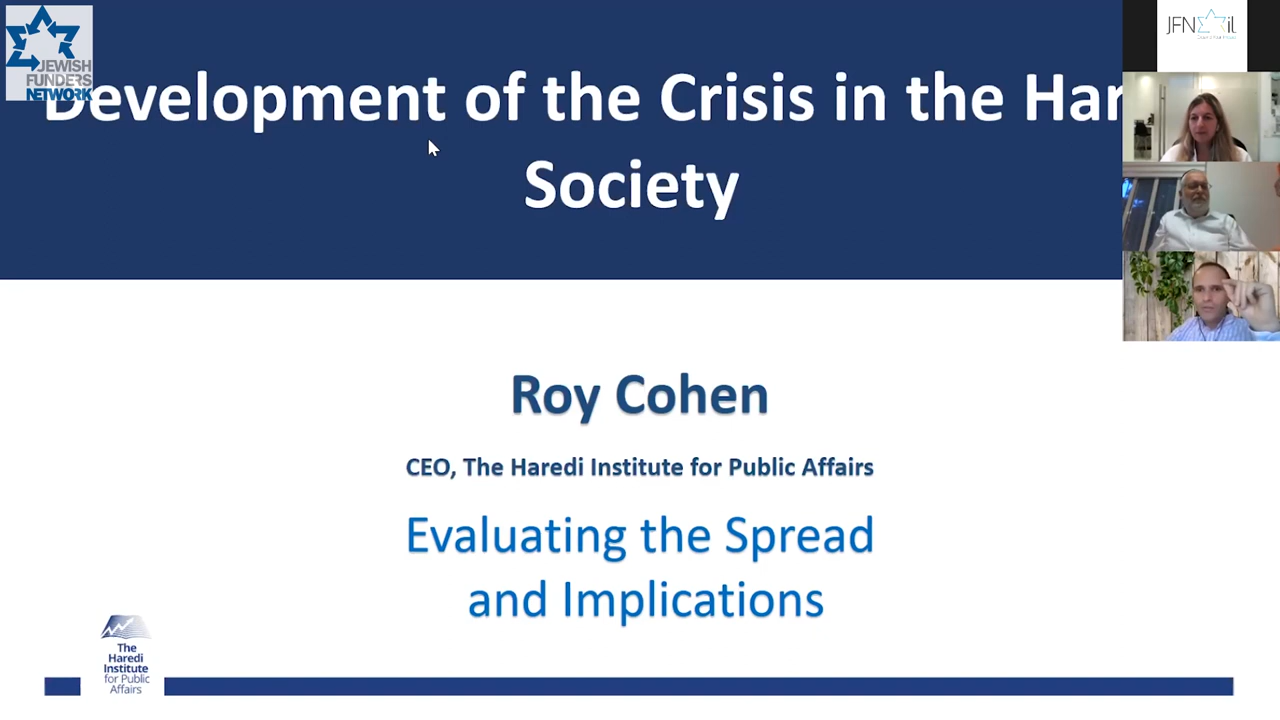 JEWISH
FUNDERS
NETWORK
JFN il
Development of the Crisis in the Har
Society
Roy Cohen
CEO, The Haredi Institute for Public Affairs
Evaluating the Spread
and Implications
The
Haredi
Institute
for Public
Affairs